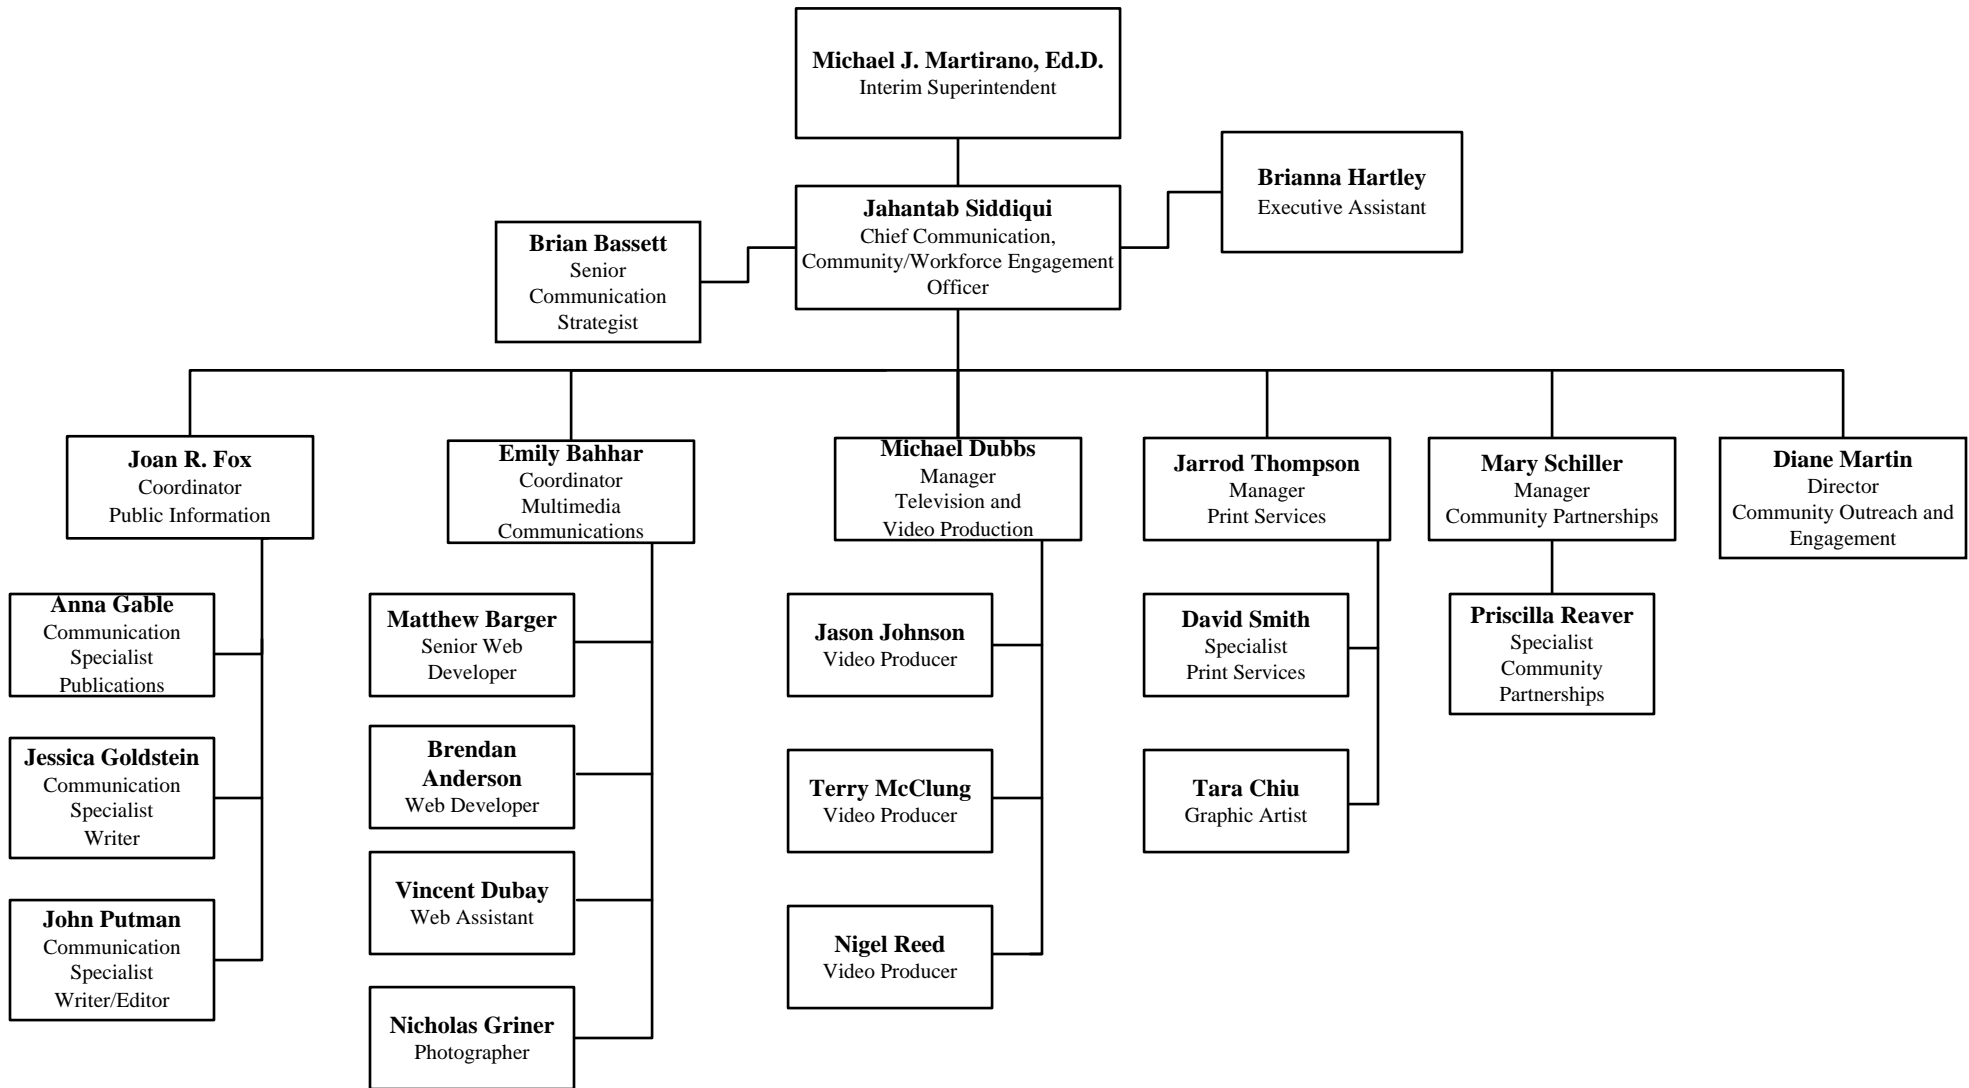 Michael J. Martirano, Ed.D.
Interim Superintendent
Brianna Hartley
Executive Assistant
Jahantab Siddiqui
Chief Communication,
Community/Workforce Engagement
Officer
Brian Bassett
Senior
Communication
Strategist
Joan R. Fox
Coordinator
Public Information
Emily Bahhar
Coordinator
Multimedia
Communications
Michael Dubbs
Manager
Television and
Video Production
Jarrod Thompson
Manager
Print Services
Mary Schiller
Manager
Community Partnerships
Diane Martin
Director
Community Outreach and
Engagement
Anna Gable
Communication
Specialist
Publications
Matthew Barger
Senior Web
Developer
Jason Johnson
Video Producer
David Smith
Specialist
Print Services
Priscilla Reaver
Specialist
Community
Partnerships
Jessica Goldstein
Communication
Specialist
Writer
Brendan
Anderson
Web Developer
Terry McClung
Video Producer
Tara Chiu
Graphic Artist
Vincent Dubay
Web Assistant
John Putman
Communication
Specialist
Writer/Editor
Nigel Reed
Video Producer
Nicholas Griner
Photographer